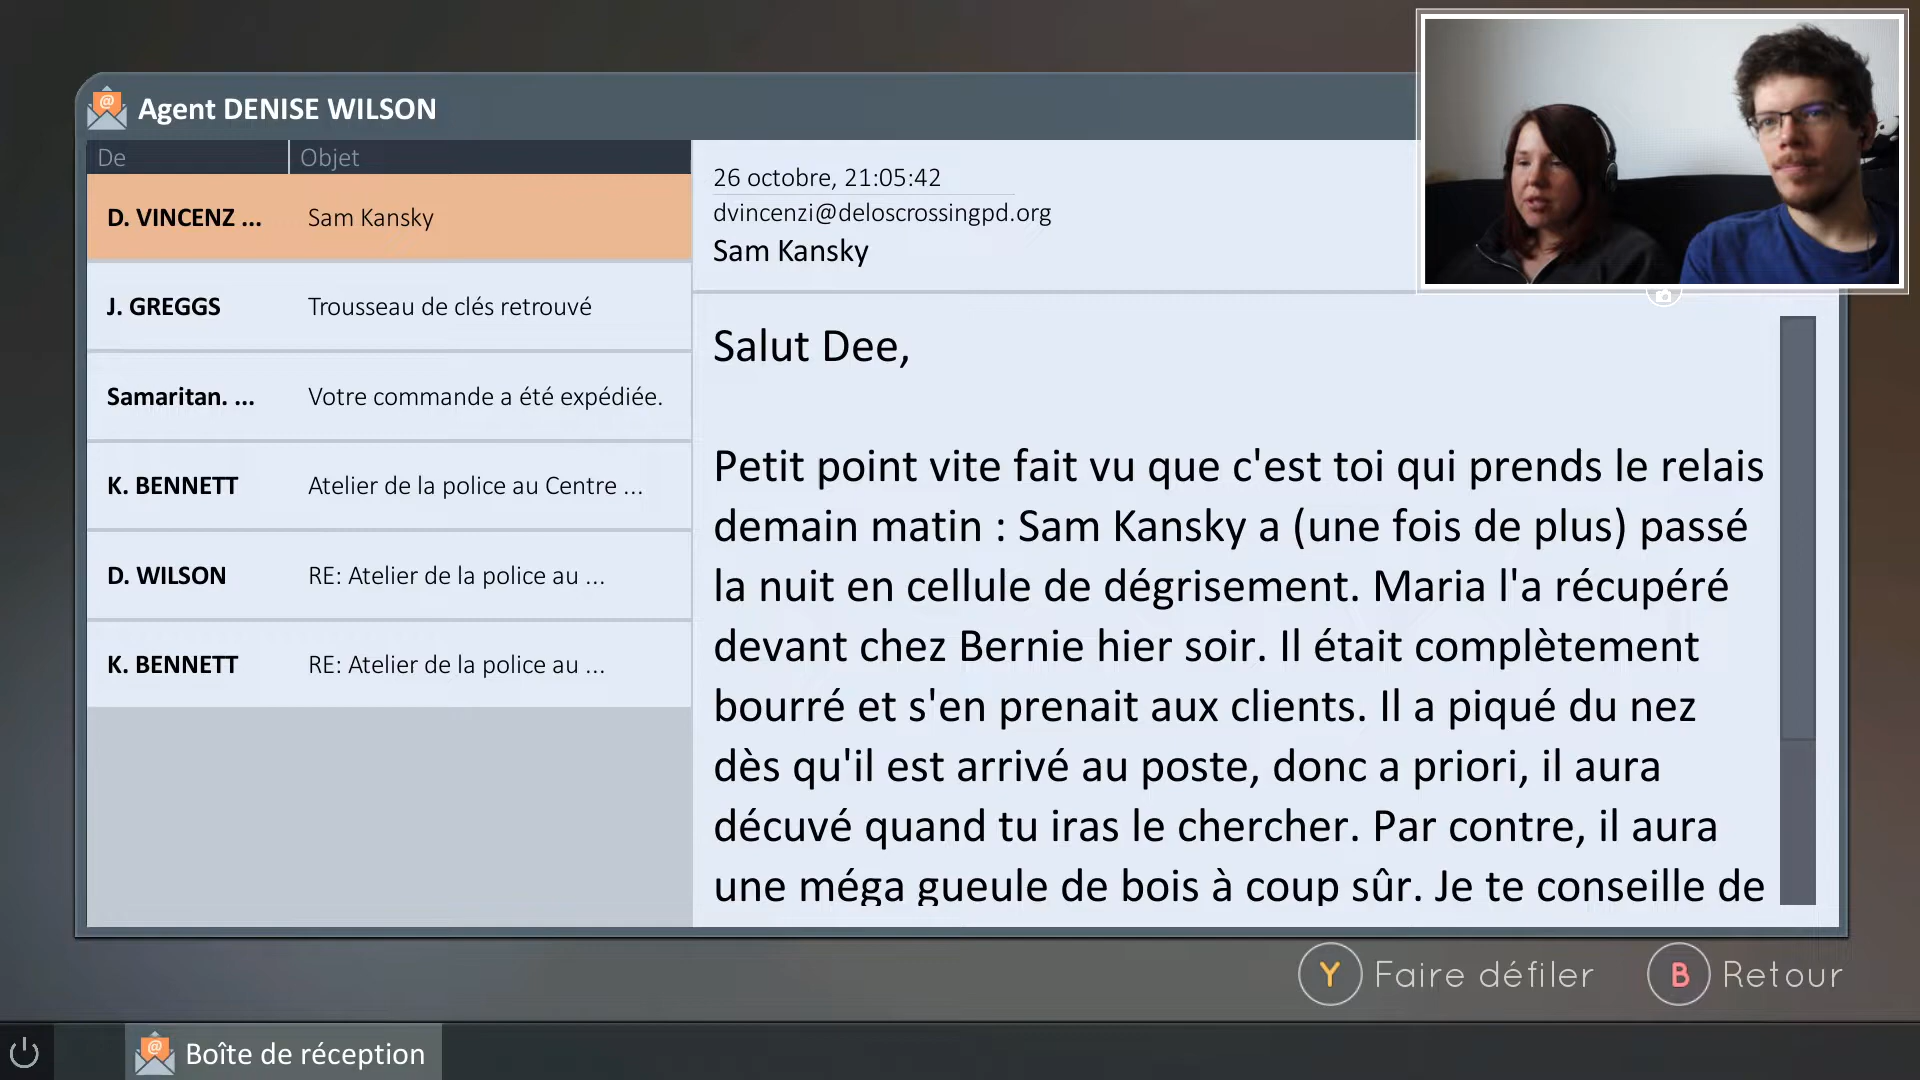 Agent DENISE WILSON
De
Objet
D. VINCENZ ...
Sam Kansky
J. GREGGS
Trousseau de clés retrouvé
Samaritan. ...
Votre commande a été expédiée.
K. BENNETT
Atelier de la police au Centre ...
D. WILSON
RE: Atelier de la police au ...
K. BENNETT
RE: Atelier de la police au ...
26 octobre, 21:05:42
dvincenzi@deloscrossingpd.org
Sam Kansky
Salut Dee,
Petit point vite fait vu que c'est toi qui prends le relais
demain matin : Sam Kansky a (une fois de plus) passé
la nuit en cellule de dégrisement. Maria l'a récupéré
devant chez Bernie hier soir. Il était complètement
bourré et s'en prenait aux clients. Il a piqué du nez
dès qu'il est arrivé au poste, donc a priori, il aura
décuvé quand tu iras le chercher. Par contre, il aura
une méga gueule de bois à coup sûr. Je te conseille de
Y Faire défiler
B Retour
Boîte de réception